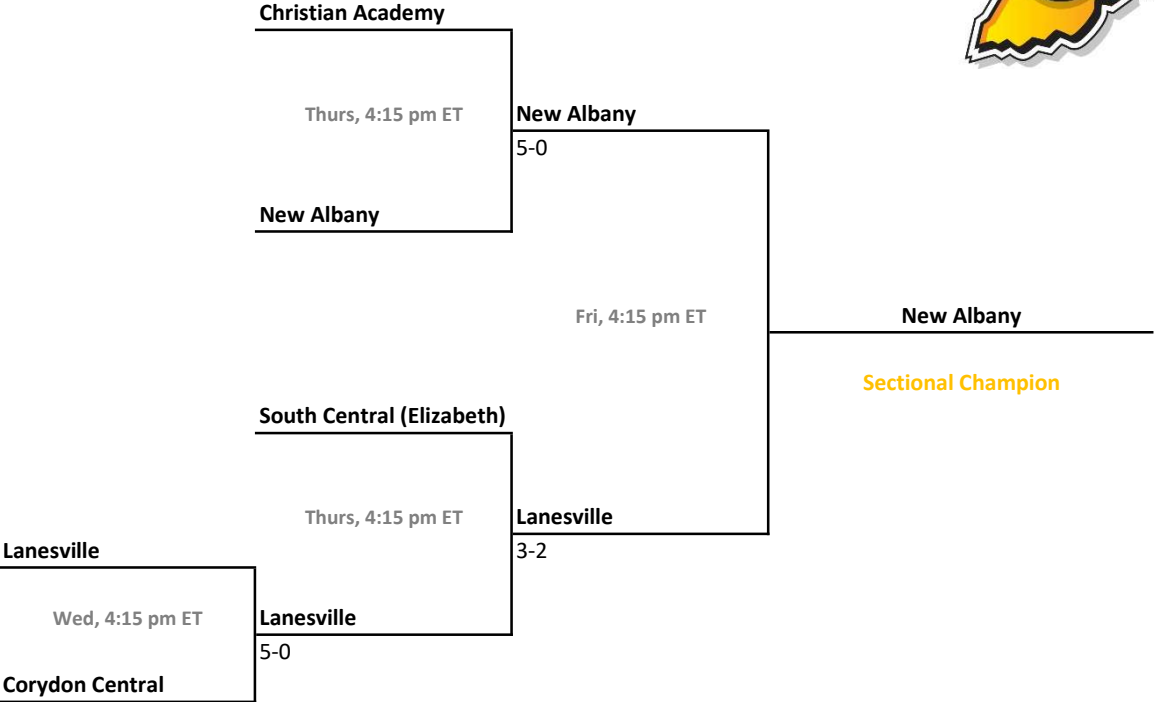 Christian Academy
Thurs, 4:15 pm ET
New Albany
5-0
New Albany
Fri, 4:15 pm ET
New Albany
Sectional Champion
South Central (Elizabeth)
Thurs, 4:15 pm ET
Lanesville
3-2
Lanesville
Wed, 4:15 pm ET
Lanesville
5-0
Corydon Central